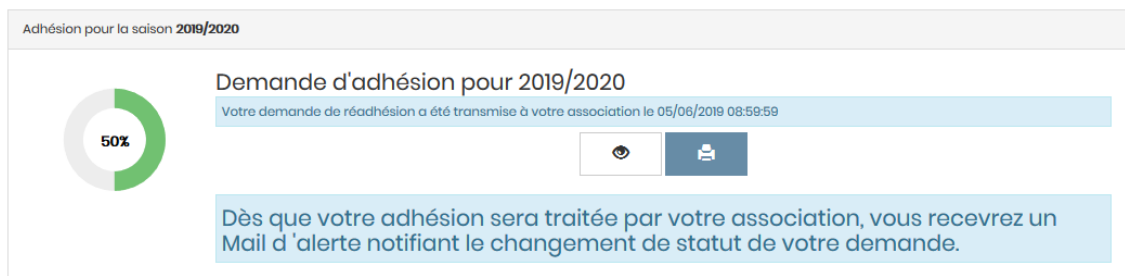 Adhésion pour la saison 2019/2020
Demande d'adhésion pour 2019/2020
Votre demande de réadhésion a été transmise à votre association le 05/06/2019 08:59:59
50%
Dès que votre adhésion sera traitée par votre association, vous recevrez un
Mail d 'alerte notifiant le changement de statut de votre demande.